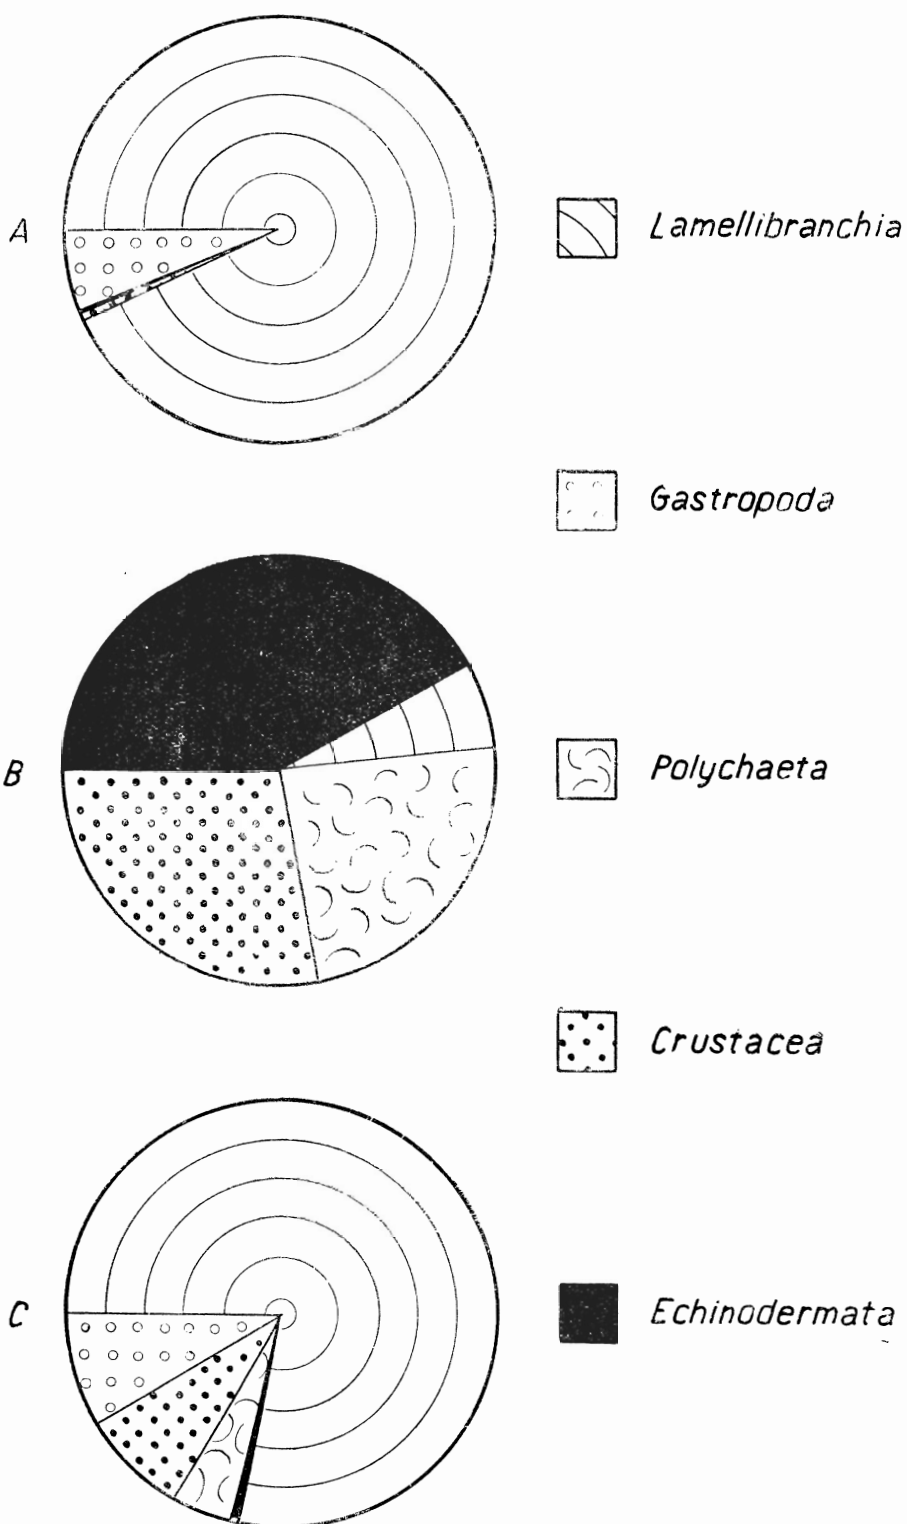 A
Lamellibranchia
Gastropoda
B
Polychaeta
Crustacea
C
Echinodermata